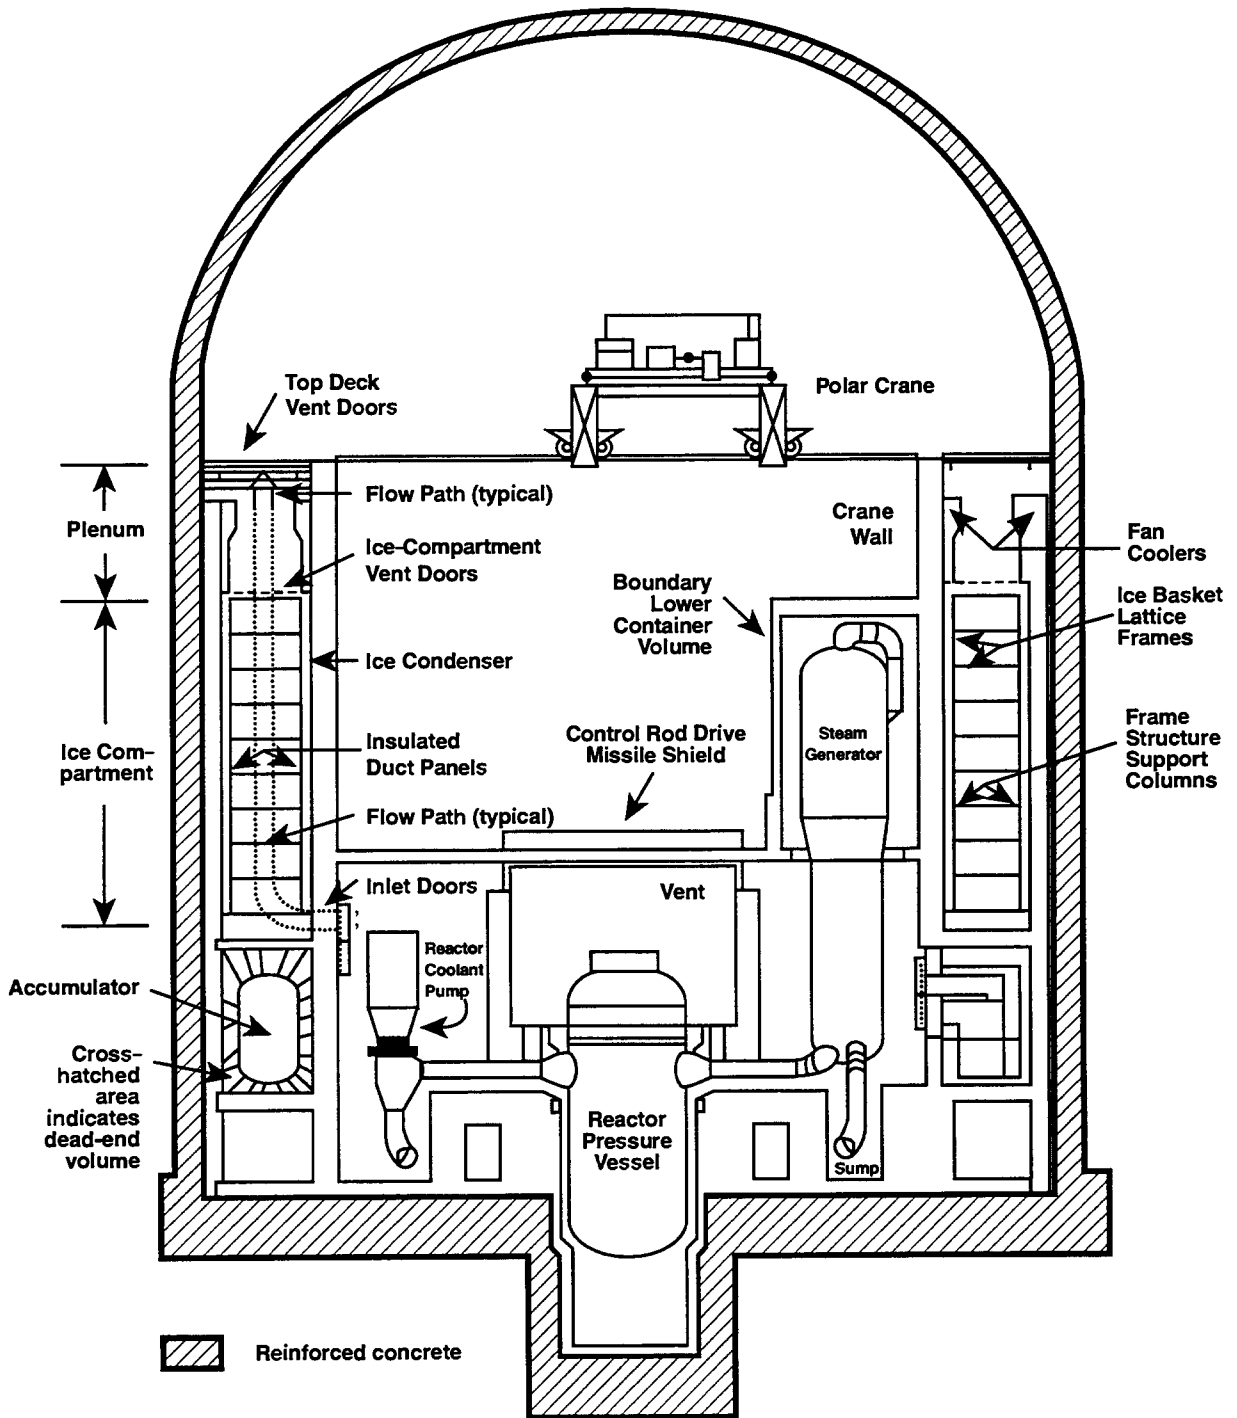 Top Deck
Vent Doors
Polar Crane
Plenum
Flow Path (typical)
Ice-Compartment
Vent Doors
Crane
Wall
Fan
Coolers
Boundary
Lower
Container
Volume
Ice Basket
Lattice
Frames
Ice Condenser
Ice Com-
partment
Insulated
Duct Panels
Control Rod Drive
Missile Shield
Steam
Generator
Frame
Structure
Support
Columns
Flow Path (typical)
Inlet Doors
Vent
Reactor
Coolant
Pump
Accumulator
Cross-
hatched
area
indicates
dead-end
volume
Reactor
Pressure
Vessel
Sump
Reinforced concrete